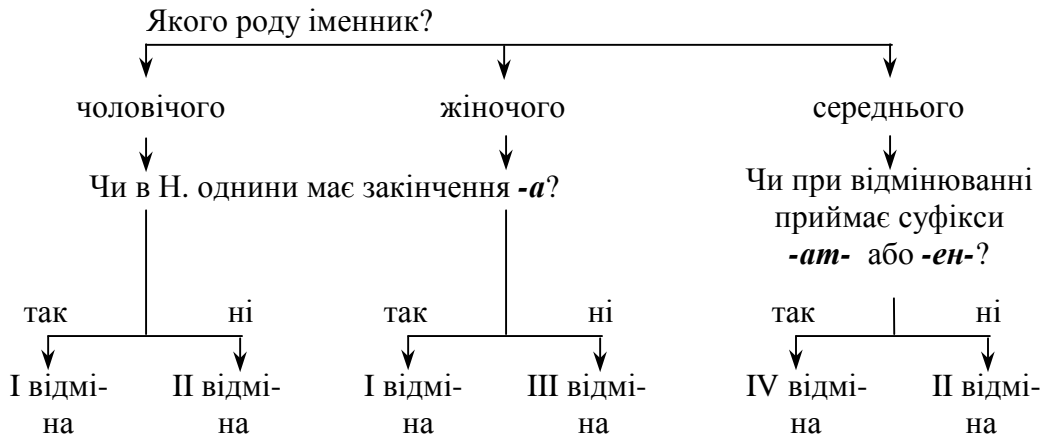 Якого роду іменник?
чоловічого жіночого середнього
Чи в Н. однини має закінчення -а?
Чи при відмінюванні
приймає суфікси
-ат- або -ен-?
так ні так ні так ні
І відмі-
на
ІІ відмі-
на
І відмі-
на
ІІІ відмі-
на
IV відмі-
на
ІІ відмі-
на